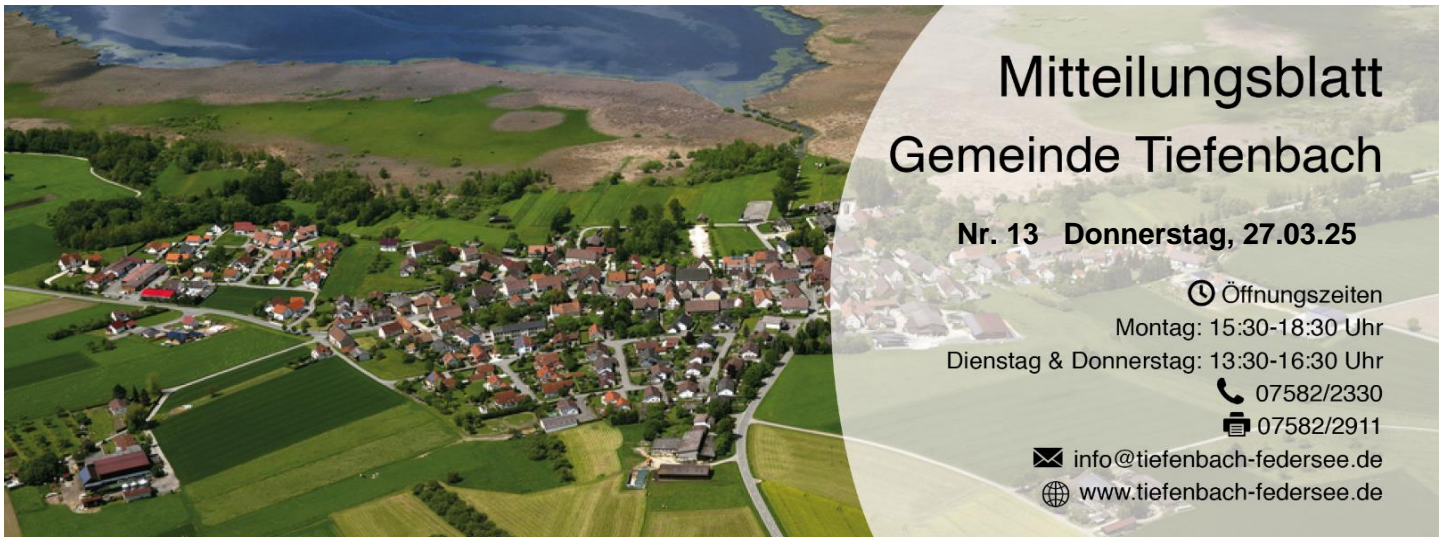 Mitteilungsblatt
Gemeinde Tiefenbach
Nr. 13 Donnerstag, 27.03.25
Öffnungszeiten
Montag: 15:30-18:30 Uhr
Dienstag & Donnerstag: 13:30-16:30 Uhr
07582/2330
07582/2911
info@tiefenbach-federsee.de
www.tiefenbach-federsee.de